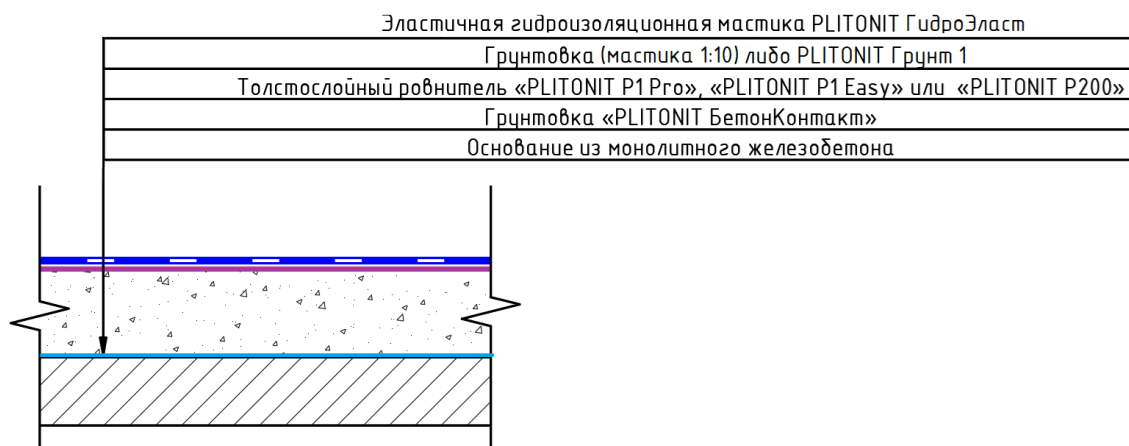 Эластичная гидроизоляционная мастика PLITONIT ГидроЭласт
Грунтовка (мастика 1:10) либо PLITONIT Грунт 1
Толстослойный ровнитель «PLITONIT P1 Pro», «PLITONIT P1 Easy» или «PLITONIT P200»
Грунтовка «PLITONIT БетонКонтакт»
Основание из монолитного железобетона